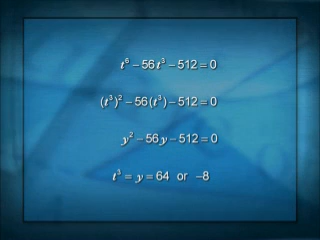 t⁶ − 56t³ − 512 = 0
(t³)² − 56(t³) − 512 = 0
y² − 56y − 512 = 0
t³ = y = 64 or −8